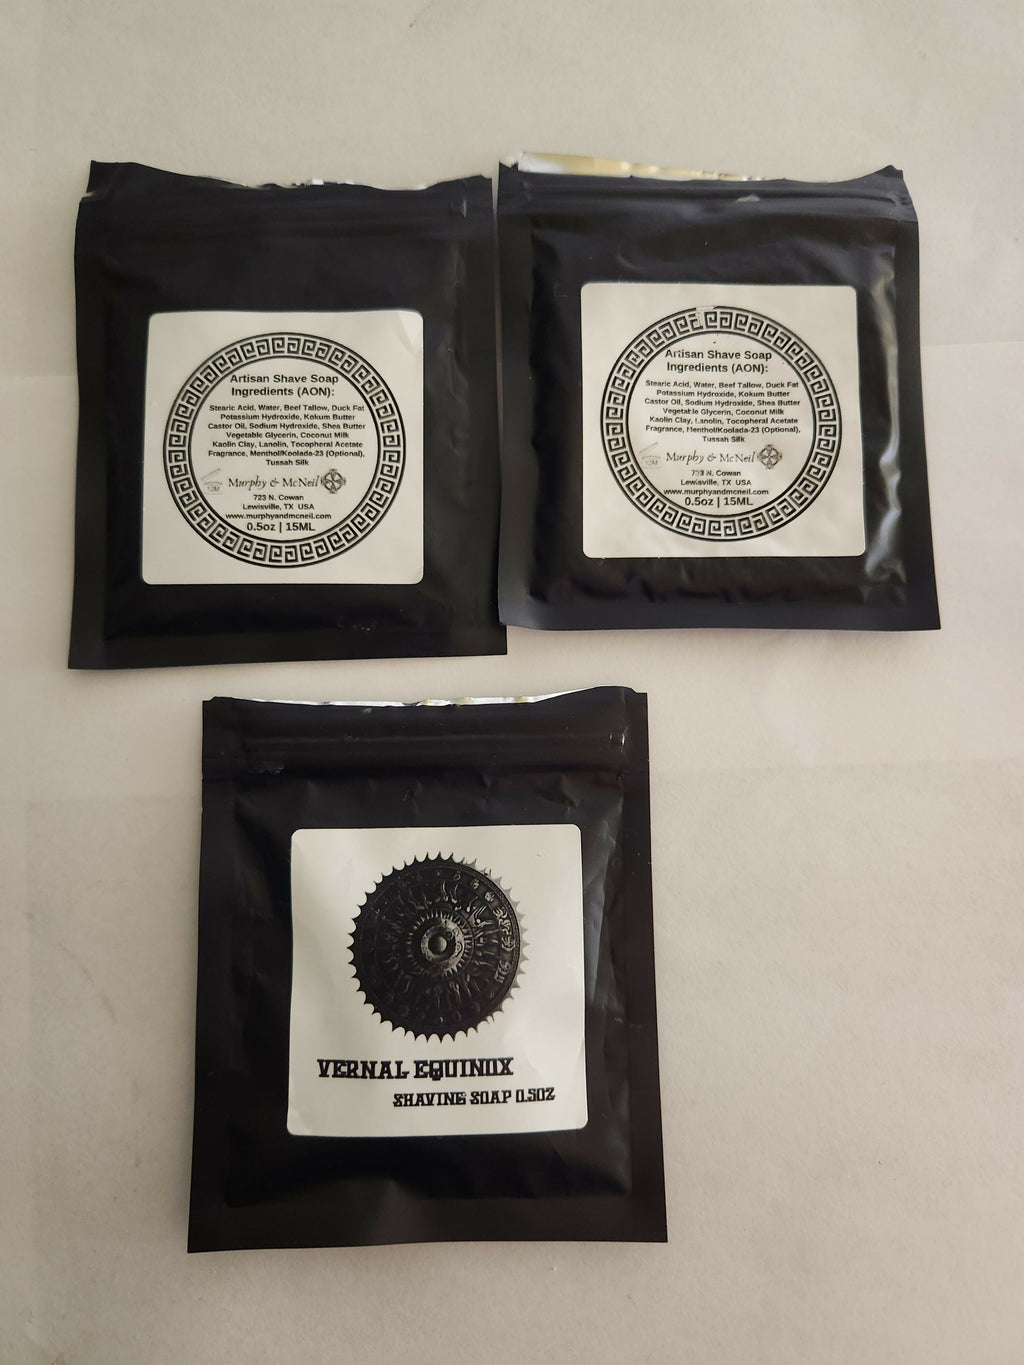 Artisan Shave Soap
Ingredients (AON):
Stearic Acid, Water, Beef Tallow, Duck Fat
Potassium Hydroxide, Kokum Butter
Castor Oil, Sodium Hydroxide, Shea Butter
Vegetable Glycerin, Coconut Milk
Kaolin Clay, Lanolin, Tocopheral Acetate
Fragrance, Menthol/Koolada-23 (Optional),
Tussah Silk
12M
Murphy & McNeil
723 N. Cowan
Lewisville, TX USA
www.murphyandmcneil.com
0.5oz | 15ML
Artisan Shave Soap
Ingredients (AON):
Stearic Acid, Water, Beef Tallow, Duck Fat
Potassium Hydroxide, Kokum Butter
Castor Oil, Sodium Hydroxide, Shea Butter
Vegetable Glycerin, Coconut Milk
Kaolin Clay, Lanolin, Tocopheral Acetate
Fragrance, Menthol/Koolada-23 (Optional),
Tussah Silk
12M
Murphy & McNeil
723 N. Cowan
Lewisville, TX USA
www.murphyandmcneil.com
0.5oz | 15ML
VERNAL EQUINOX
SHAVING SOAP 0.5OZ